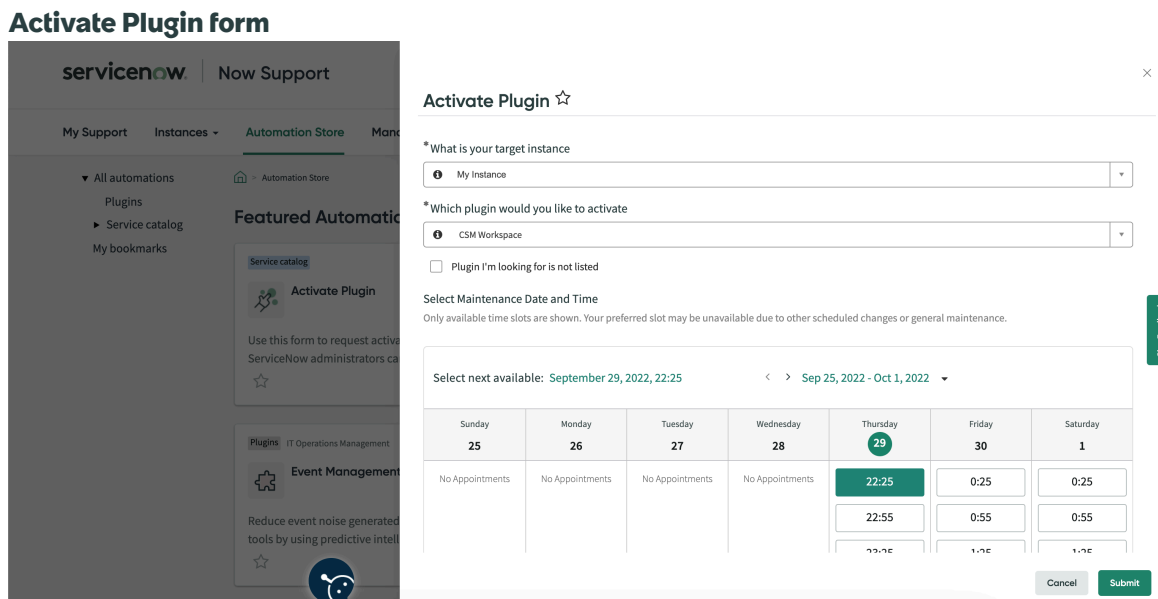 Activate Plugin form
servicenow
Now Support
My Support
Instances
Automation Store
All automations
Plugins
Service catalog
My bookmarks
Automation Store
Featured
Service catalog
Activate Plugin
Use this form to request
ServiceNow administrators
Plugins IT Operations Management
Event Management
Reduce event noise generated
tools by using predictive
Activate Plugin
*What is your target instance
My Instance
*Which plugin would you like to activate
CSM Workspace
Plugin I'm looking for is not listed
Select Maintenance Date and Time
Only available time slots are shown. Your preferred slot may be unavailable due to other scheduled changes or general maintenance.
Select next available: September 29, 2022, 22:25
Sep 25, 2022 - Oct 1, 2022
Sunday Monday Tuesday Wednesday Thursday Friday Saturday
25 26 27 28 29 30 1
No Appointments No Appointments No Appointments No Appointments 22:25 0:25 0:25
22:55 0:55 0:55
23:25 1:25 1:25
Cancel Submit